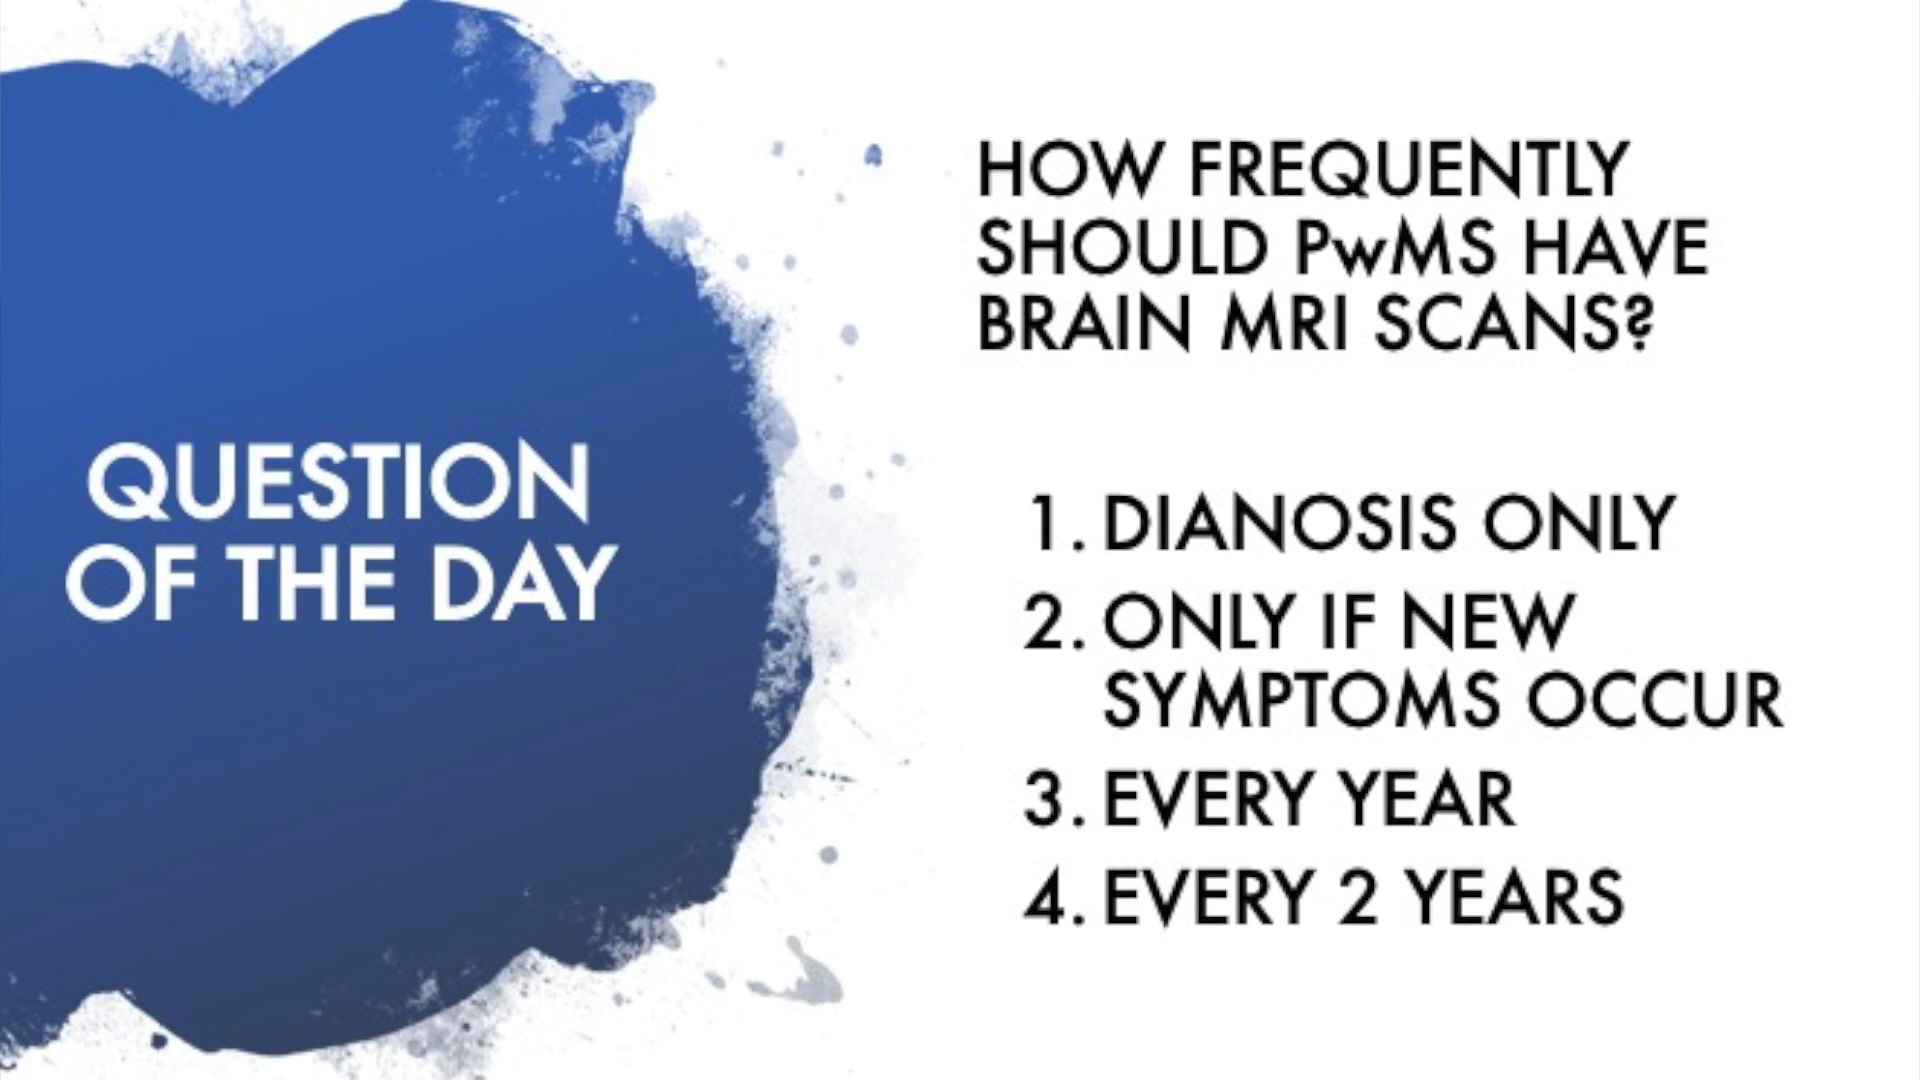 QUESTION
OF THE DAY
HOW FREQUENTLY
SHOULD PwMS HAVE
BRAIN MRI SCANS?
1. DIANOSIS ONLY
2. ONLY IF NEW
SYMPTOMS OCCUR
3. EVERY YEAR
4. EVERY 2 YEARS